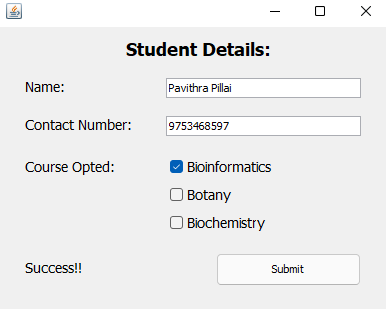 Student Details:
Name: Pavithra Pillai
Contact Number: 9753468597
Course Opted: Bioinformatics
Botany
Biochemistry
Success!! Submit